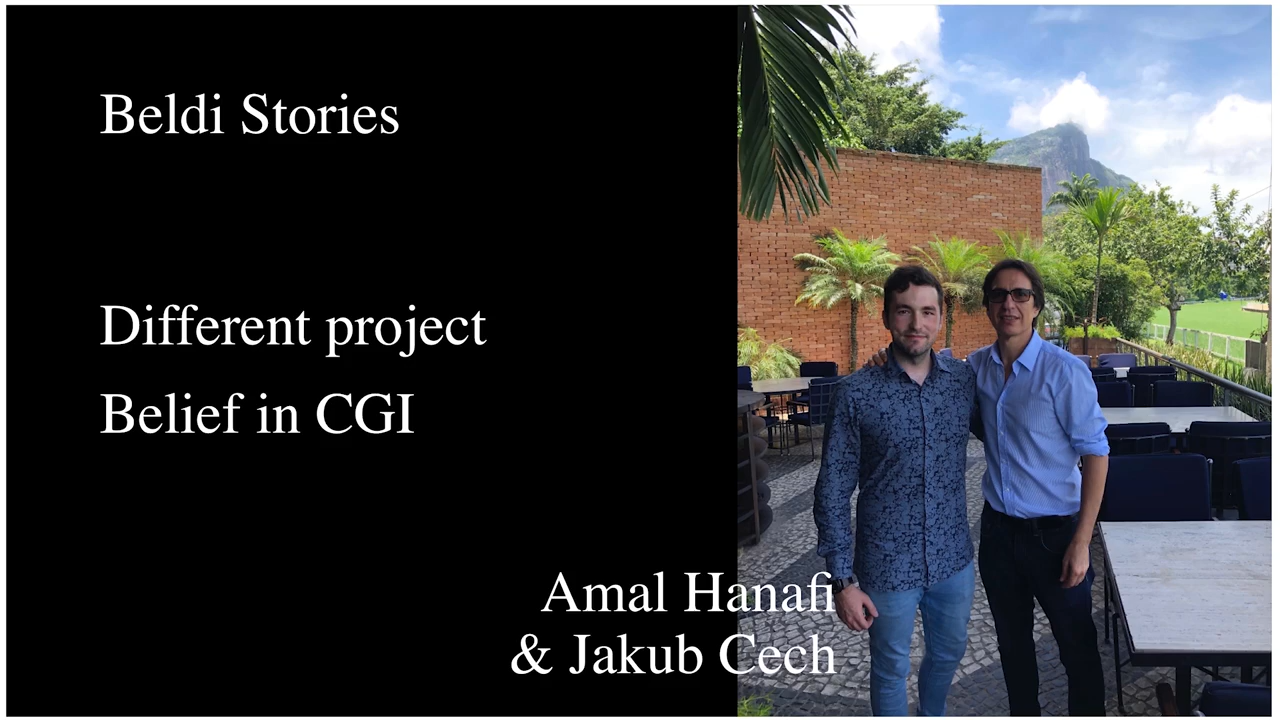 Beldi Stories
Different project
Belief in CGI
Amal Hanafi
& Jakub Cech